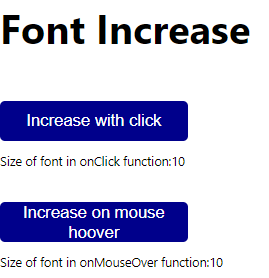 Font Increase
Increase with click
Size of font in onClick function:10
Increase on mouse
hoover
Size of font in onMouseOver function:10